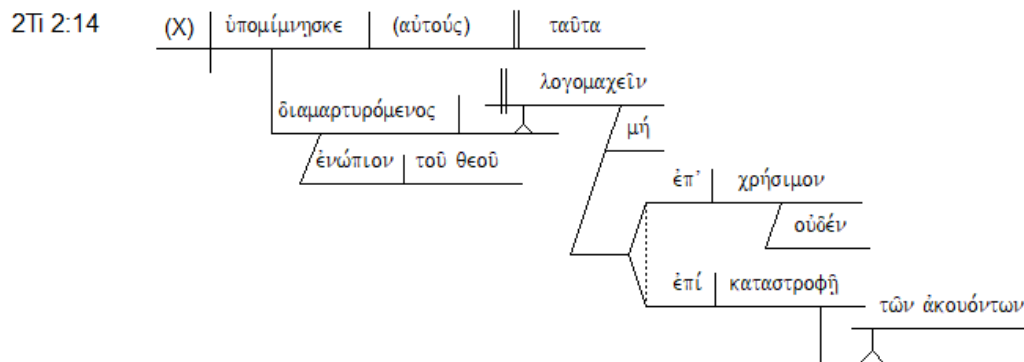 2Ti 2:14 (X) ὑπομίμνησκε (αὐτούς) ταῦτα
λογομαχεῖν
διαμαρτυρόμενος
μή
ἐνώπιον τοῦ θεοῦ
ἐπ᾿ χρήσιμον
οὐδέν
ἐπί καταστροφῇ
τῶν ἀκουόντων